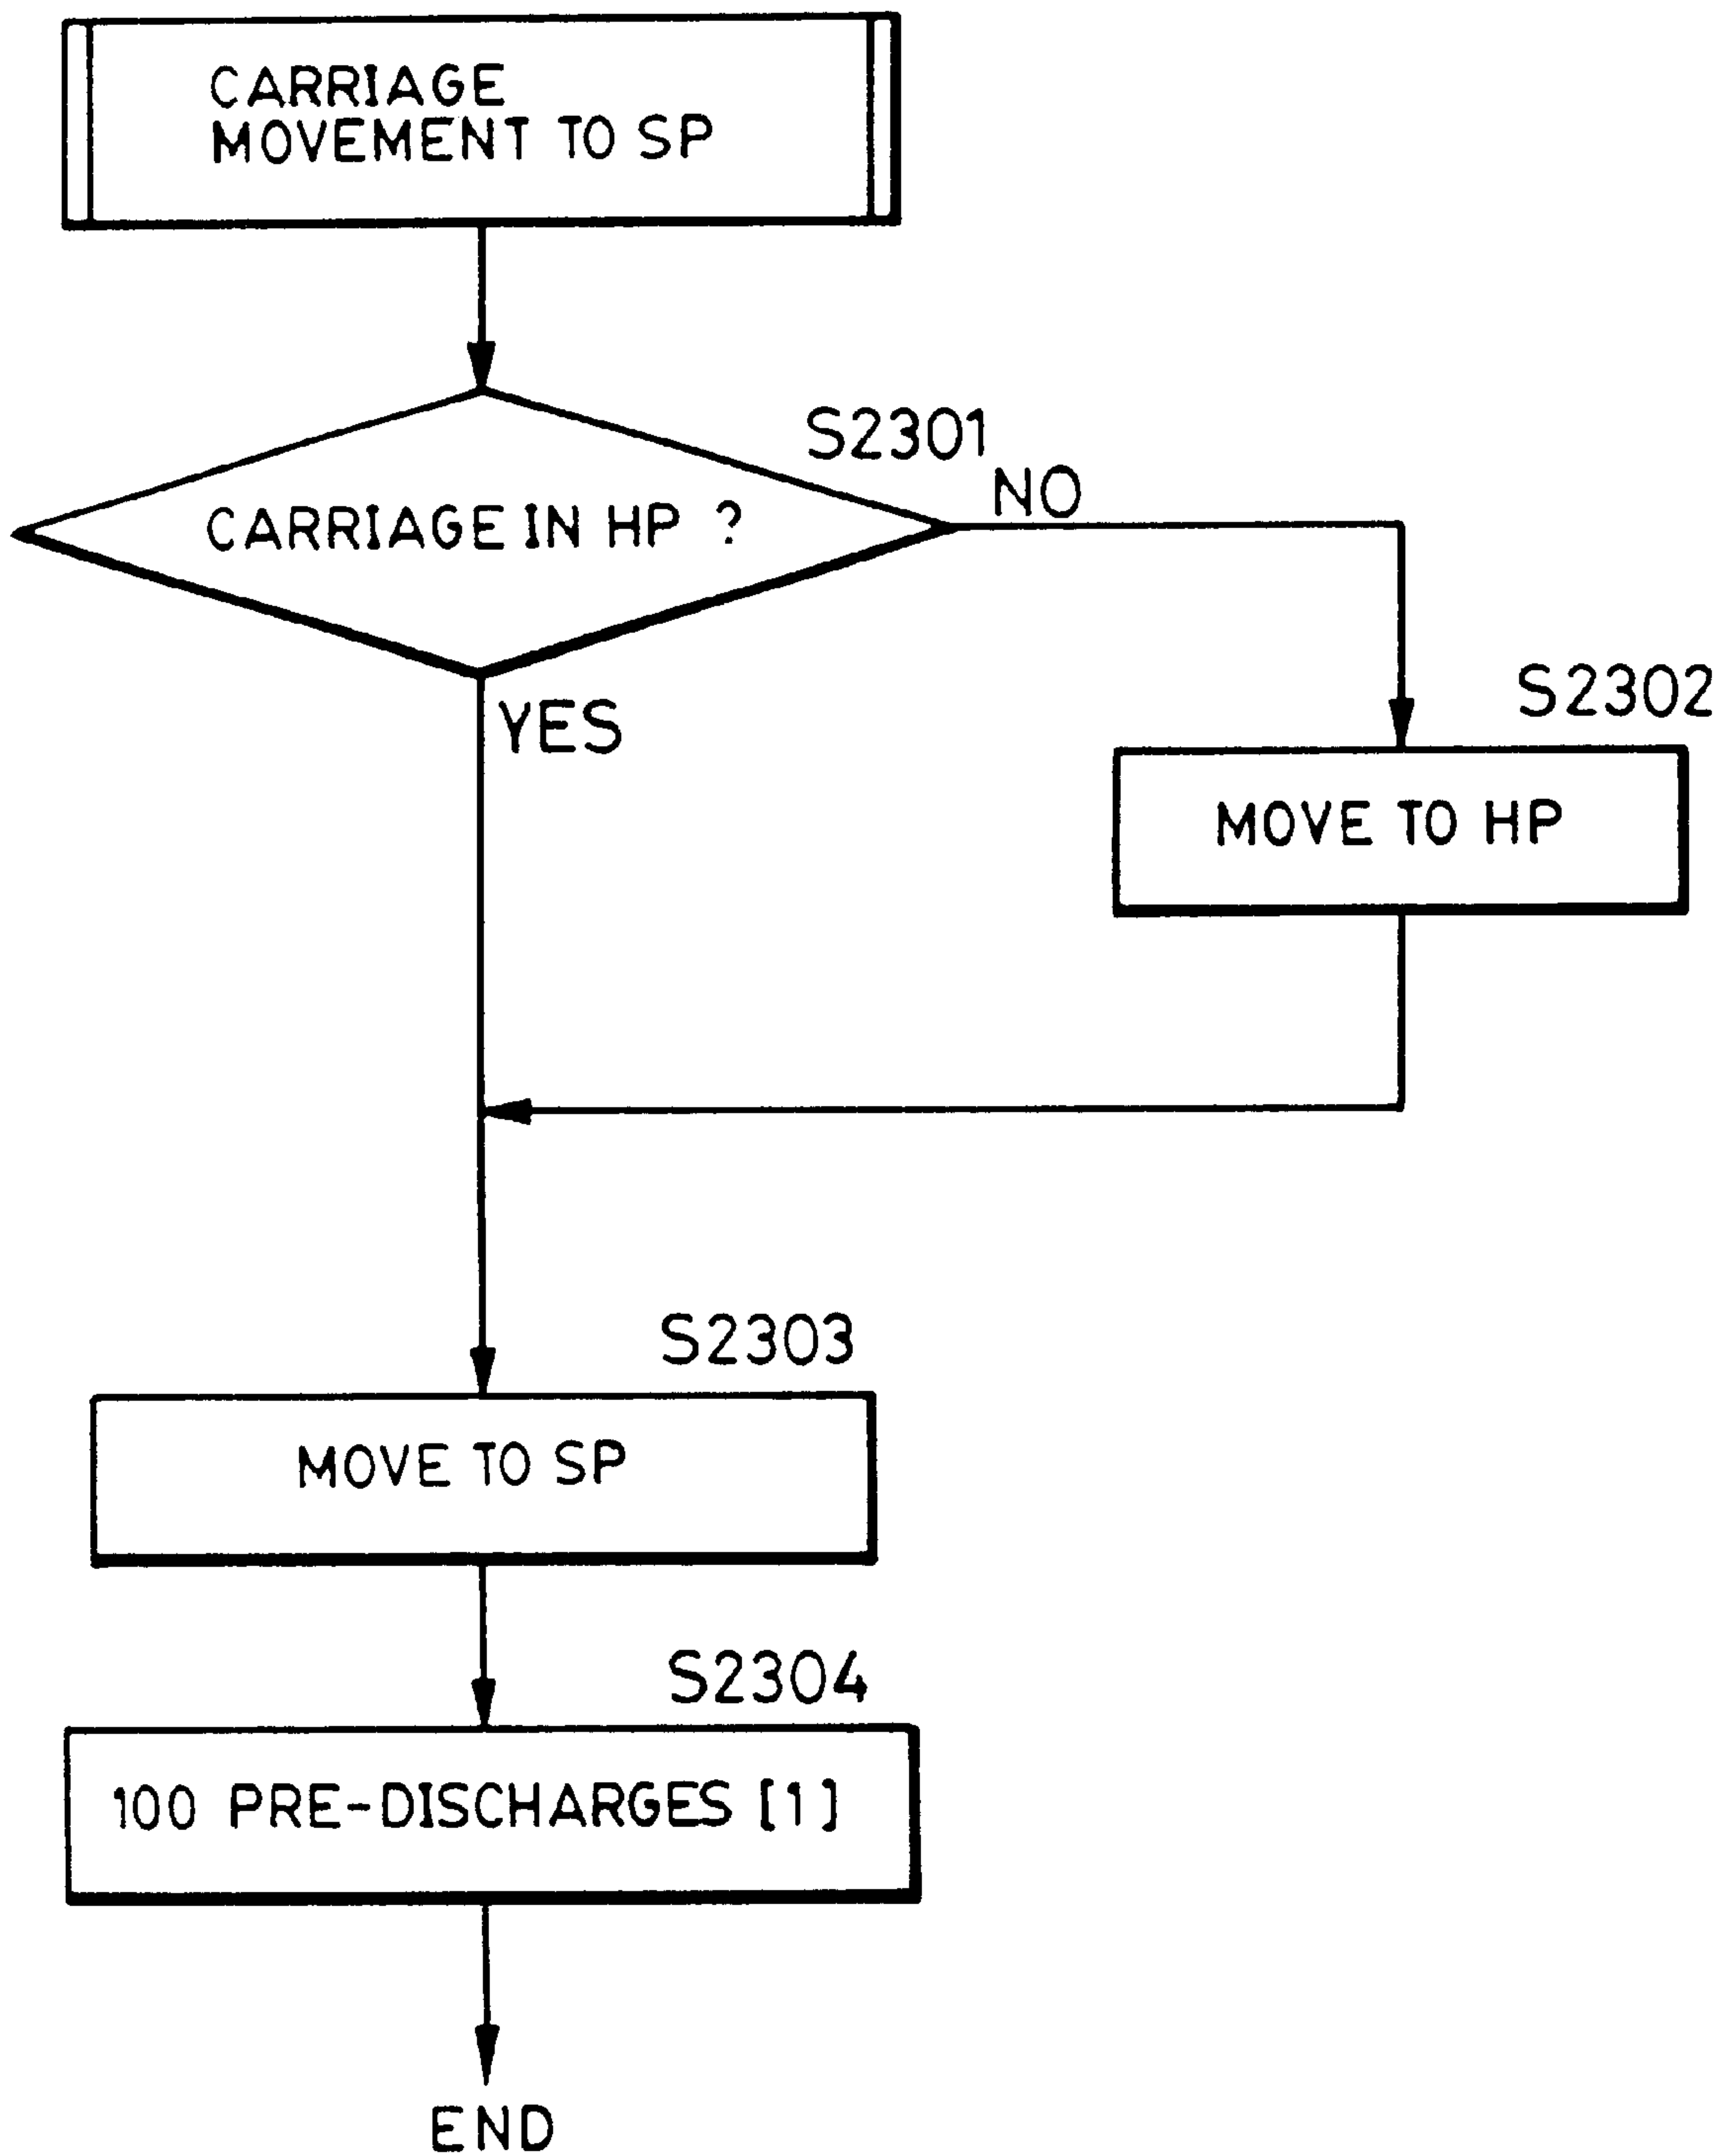 CARRIAGE
MOVEMENT TO SP
S2301
NO
CARRIAGE IN HP ?
YES
S2302
MOVE TO HP
S2303
MOVE TO SP
S2304
100 PRE-DISCHARGES [1]
END